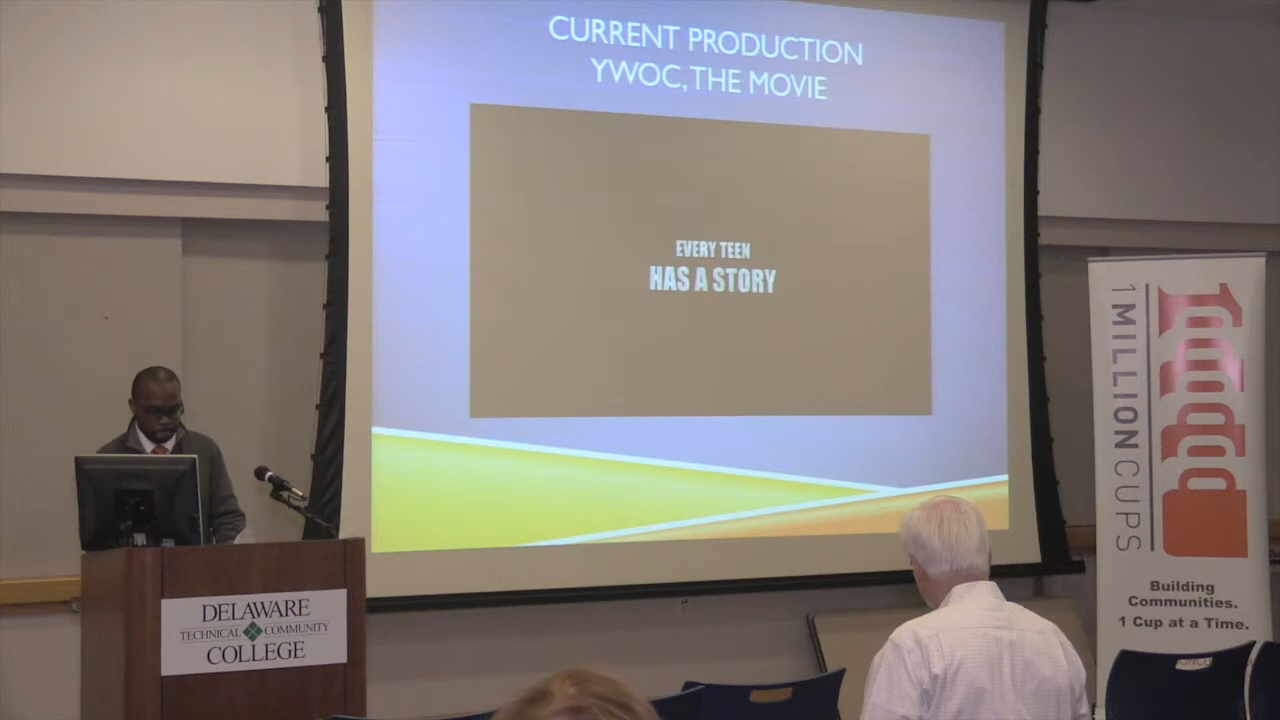 CURRENT PRODUCTION
YWOC, THE MOVIE
EVERY TEEN
HAS A STORY
DELAWARE
TECHNICAL COMMUNITY
COLLEGE
1 MILLION CUPS
Building
Communities.
1 Cup at a Time.